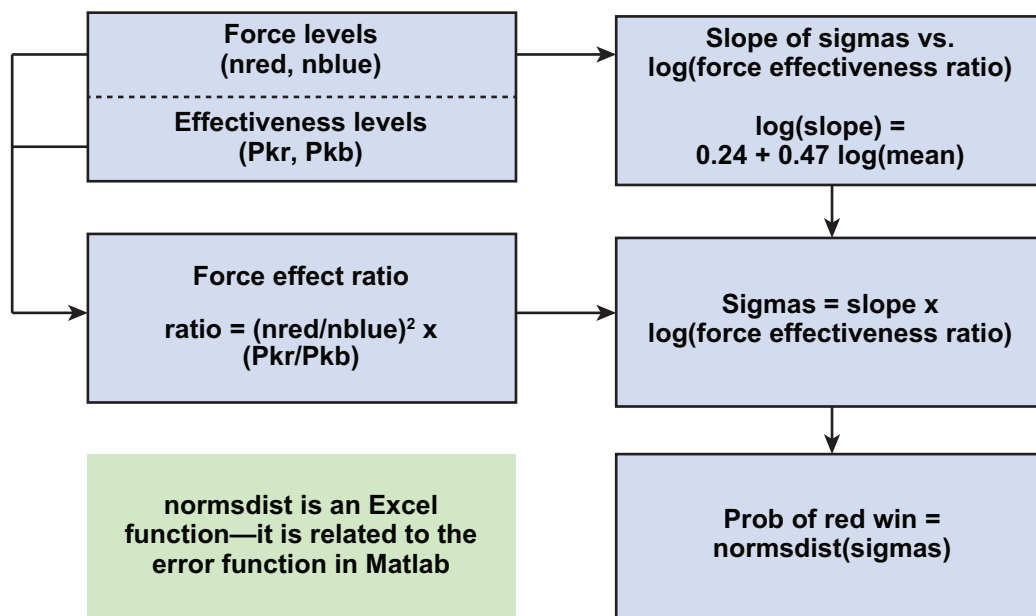 Force levels
(nred, nblue)
Effectiveness levels
(Pkr, Pkb)
Slope of sigmas vs.
log(force effectiveness ratio)
log(slope) =
0.24 + 0.47 log(mean)
Force effect ratio
ratio = (nred/nblue)² x
(Pkr/Pkb)
Sigmas = slope x
log(force effectiveness ratio)
normsdist is an Excel
function—it is related to the
error function in Matlab
Prob of red win =
normsdist(sigmas)